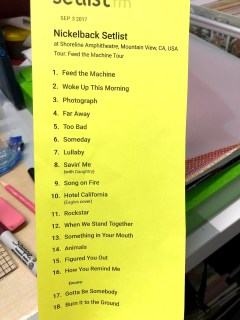 setlist fm
SEP 3 2017
Nickelback Setlist
at Shoreline Amphitheatre, Mountain View, CA, USA
Tour: Feed the Machine Tour
1. Feed the Machine
2. Woke Up This Morning
3. Photograph
4. Far Away
5. Too Bad
6. Someday
7. Lullaby
8. Savin' Me
(with Daughtry)
9. Song on Fire
10. Hotel California
(Eagles cover)
11. Rockstar
12. When We Stand Together
13. Something in Your Mouth
14. Animals
15. Figured You Out
16. How You Remind Me
Encore:
17. Gotta Be Somebody
18. Burn It to the Ground